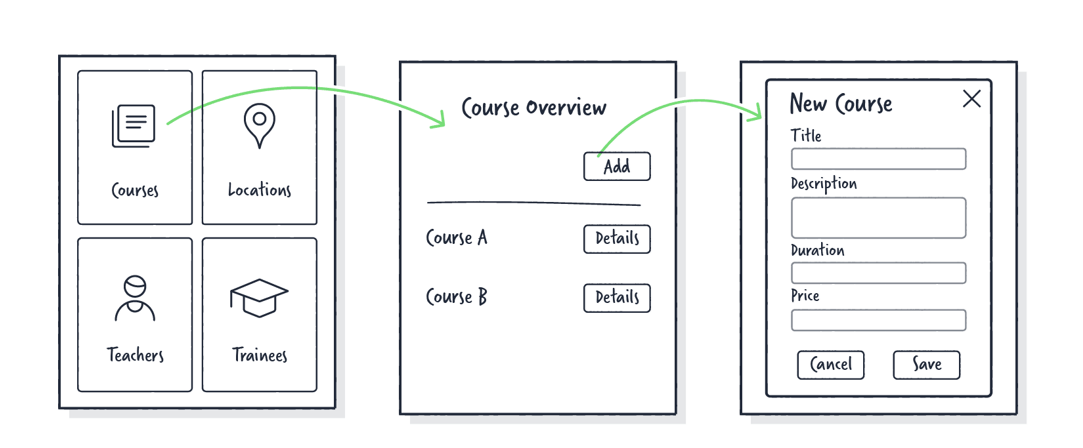 Courses
Locations
Teachers
Trainees
Course Overview
Add
Course A
Details
Course B
Details
New Course
Title
Description
Duration
Price
Cancel
Save